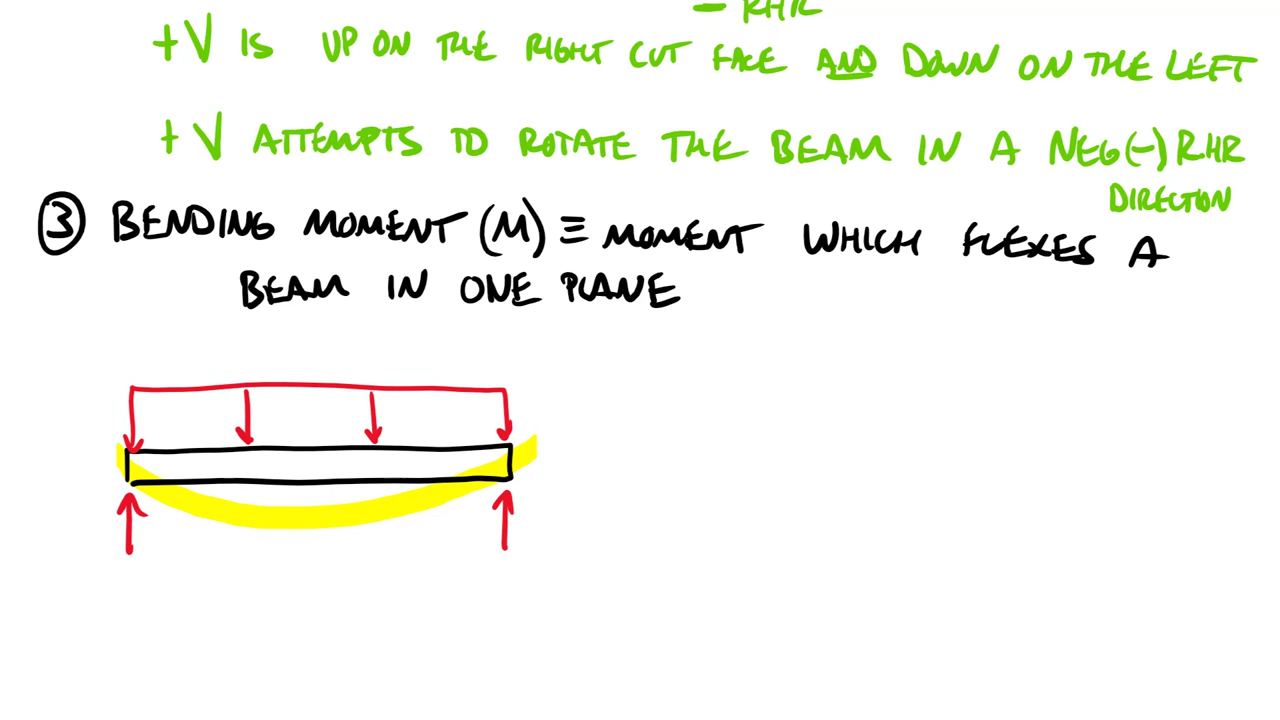 - RHR
+V IS UP ON THE RIGHT CUT FACE AND DOWN ON THE LEFT
+V ATTEMPTS TO ROTATE THE BEAM IN A NEG(-) RHR
DIRECTION
③ BENDING MOMENT (M) ≡ MOMENT WHICH FLEXES A
BEAM IN ONE PLANE